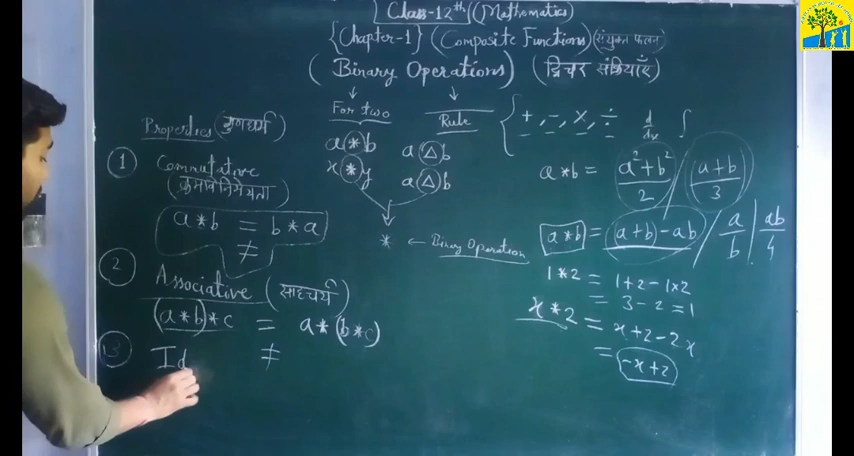 Class-12th (Mathematics)
{Chapter-1} (Composite Functions) (संयुक्त फलन)
(Binary Operations) (द्विचर संक्रियाएँ)
For two
Rule
+, -, ×, ÷ d/dx ∫
a * b
x * y
a △ b
a △ b
* ← Binary Operation
Properties (गुणधर्म)
① Commutative
(क्रमविनिमेयता)
a * b = b * a
≠
② Associative (साहचर्य)
(a * b) * c = a * (b * c)
≠
③ Id
a * b = (a² + b²)/2 / (a + b)/3
a * b = (a + b) - ab / a/b | ab/4
1 * 2 = 1 + 2 - 1×2
= 3 - 2 = 1
x * 2 = x + 2 - 2x
= -x + 2